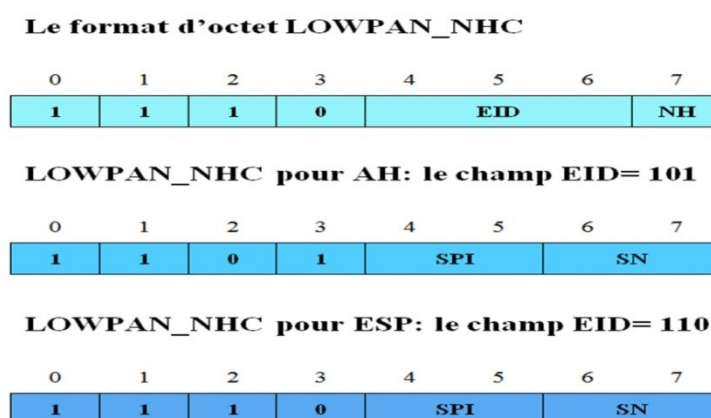 Le format d'octet LOWPAN_NHC
0 1 2 3 4 5 6 7
1 1 1 0 EID NH
LOWPAN_NHC pour AH: le champ EID= 101
0 1 2 3 4 5 6 7
1 1 0 1 SPI SN
LOWPAN_NHC pour ESP: le champ EID= 110
0 1 2 3 4 5 6 7
1 1 1 0 SPI SN